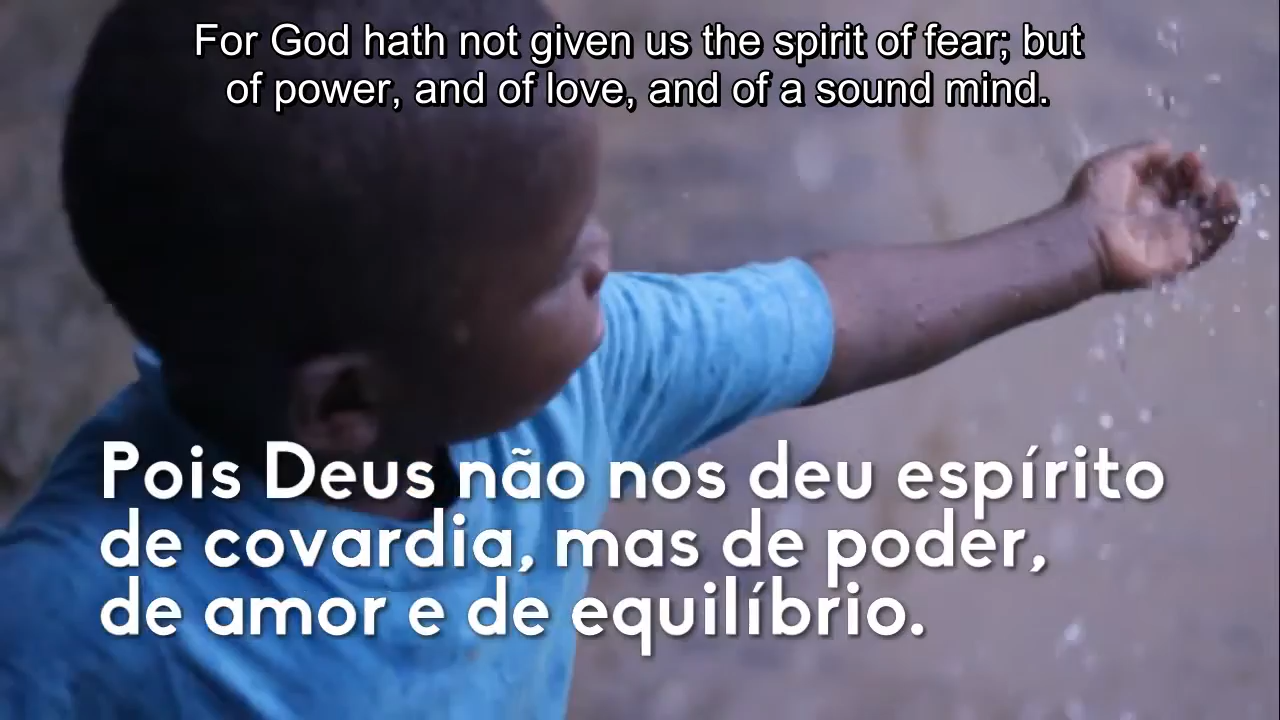 For God hath not given us the spirit of fear; but
of power, and of love, and of a sound mind.
Pois Deus não nos deu espírito
de covardia, mas de poder,
de amor e de equilíbrio.